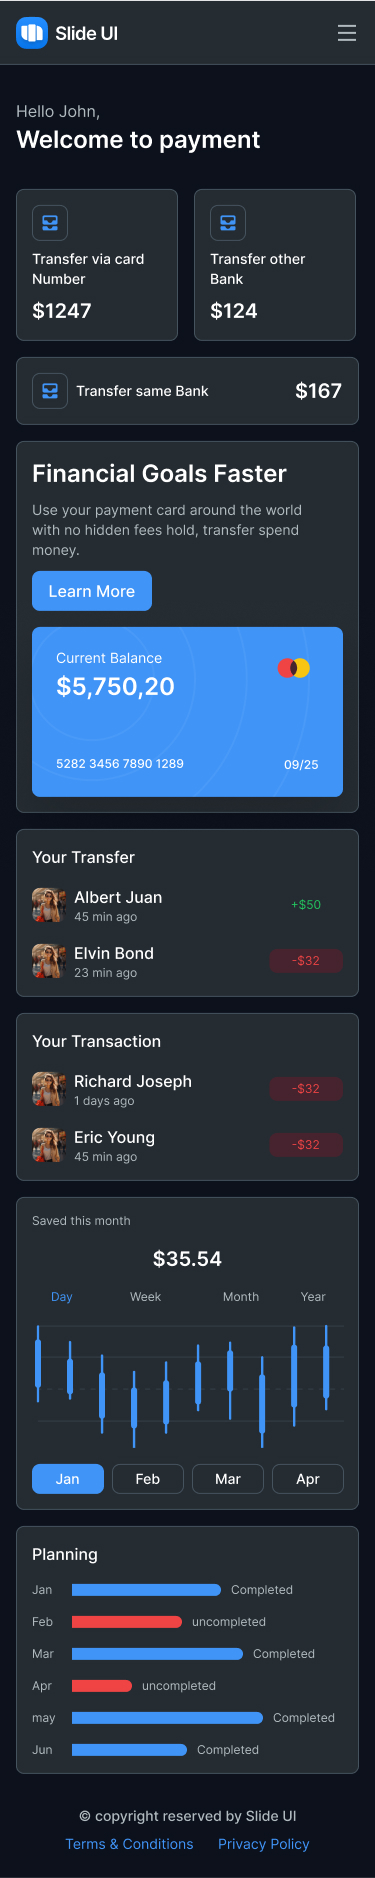 Slide UI
Hello John,
Welcome to payment
Transfer via card
Number
$1247
Transfer other
Bank
$124
Transfer same Bank
$167
Financial Goals Faster
Use your payment card around the world
with no hidden fees hold, transfer spend
money.
Learn More
Current Balance
$5,750,20
5282 3456 7890 1289
09/25
Your Transfer
Albert Juan
45 min ago
+$50
Elvin Bond
23 min ago
-$32
Your Transaction
Richard Joseph
1 days ago
-$32
Eric Young
45 min ago
-$32
Saved this month
$35.54
Day Week Month Year
Jan Feb Mar Apr
Planning
Jan Completed
Feb uncompleted
Mar Completed
Apr uncompleted
may Completed
Jun Completed
© copyright reserved by Slide UI
Terms & Conditions Privacy Policy